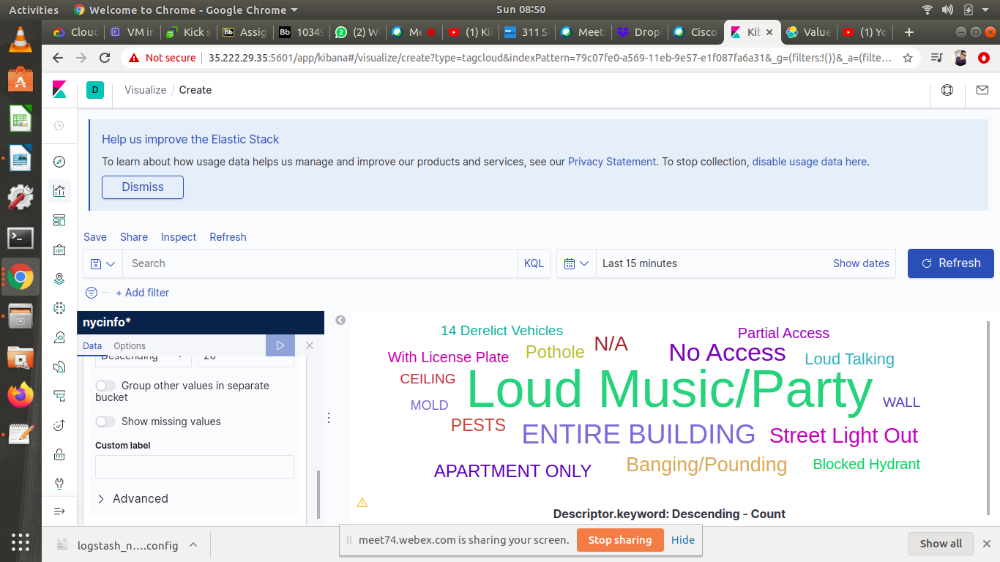 Activities
Welcome to Chrome - Google Chrome
Sun 08:50
Clouc
VM in
Kick s
Bb Assig
Bb 10349
(2) W
Me
(1) Kil
311 S
Meet
Dropl
Cisco
Kib
Value
(1) Yo
Not secure
35.222.29.35:5601/app/kibana#/visualize/create?type=tagcloud&indexPattern=79c07fe0-a569-11eb-9e57-e1f087fa6a31&_g=(filters:!())&_a=(filte...
D
Visualize / Create
Help us improve the Elastic Stack
To learn about how usage data helps us manage and improve our products and services, see our Privacy Statement. To stop collection, disable usage data here.
Dismiss
Save Share Inspect Refresh
Search
KQL
Last 15 minutes
Show dates
Refresh
+ Add filter
nycinfo*
Data Options
Descending
20
Group other values in separate
bucket
Show missing values
Custom label
Advanced
14 Derelict Vehicles
Partial Access
N/A
No Access
With License Plate
Pothole
Loud Talking
CEILING
Loud Music/Party
MOLD
WALL
PESTS
ENTIRE BUILDING
Street Light Out
APARTMENT ONLY
Banging/Pounding
Blocked Hydrant
Descriptor.keyword: Descending - Count
logstash_n....config
meet74.webex.com is sharing your screen.
Stop sharing
Hide
Show all